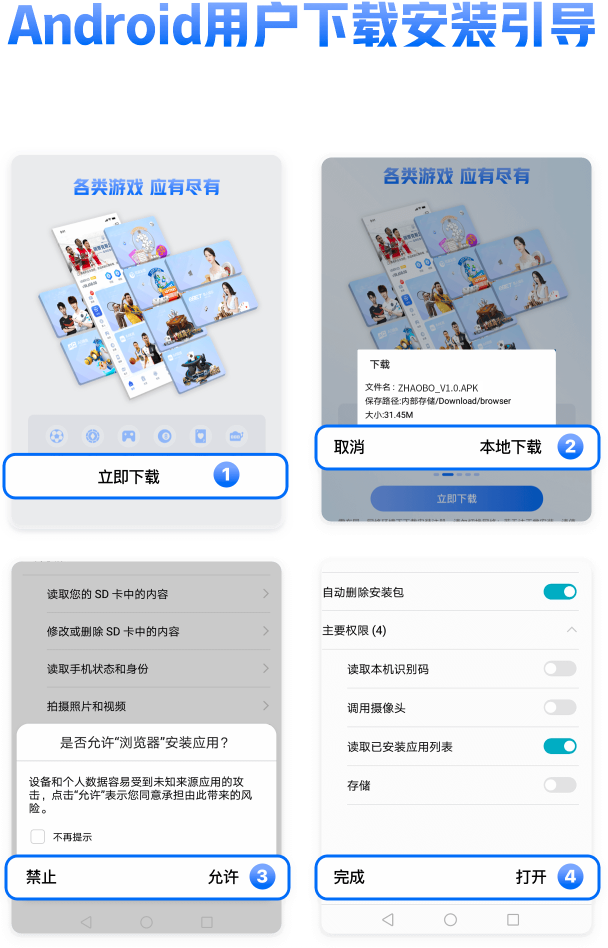 Android用户下载安装引导
各类游戏 应有尽有
立即下载
1
各类游戏 应有尽有
下载
文件名：ZHAOBO_V1.0.APK
保存路径:内部存储/Download/browser
大小:31.45M
取消
本地下载
2
立即下载
读取您的 SD 卡中的内容
修改或删除 SD 卡中的内容
读取手机状态和身份
拍摄照片和视频
是否允许“浏览器”安装应用？
设备和个人数据容易受到未知来源应用的攻
击，点击“允许”表示您同意承担由此带来的风
险。
不再提示
禁止
允许
3
自动删除安装包
主要权限 (4)
读取本机识别码
调用摄像头
读取已安装应用列表
存储
完成
打开
4